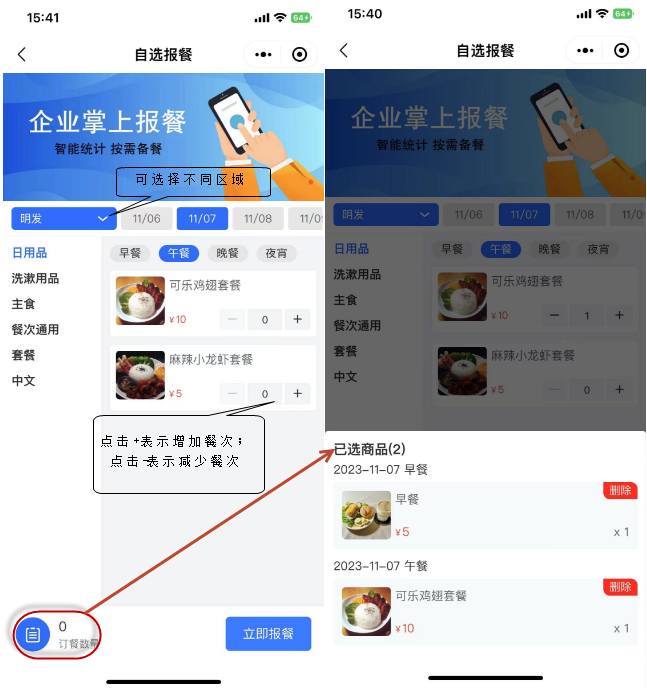 15:41
64
自选报餐
企业掌上报餐
智能统计 按需备餐
可选择不同区域
明发
11/06
11/07
11/08
日用品
洗漱用品
主食
餐次通用
套餐
中文
早餐
午餐
晚餐
夜宵
可乐鸡翅套餐
¥10
0
麻辣小龙虾套餐
¥5
0
点击+表示增加餐次；
点击-表示减少餐次
0
订餐数量
立即报餐
15:40
64
自选报餐
企业掌上报餐
智能统计 按需备餐
明发
11/06
11/07
11/08
日用品
洗漱用品
主食
餐次通用
套餐
中文
早餐
午餐
晚餐
夜宵
可乐鸡翅套餐
¥10
1
麻辣小龙虾套餐
¥5
0
已选商品(2)
2023-11-07 早餐
删除
早餐
¥5
x 1
2023-11-07 午餐
删除
可乐鸡翅套餐
¥10
x 1